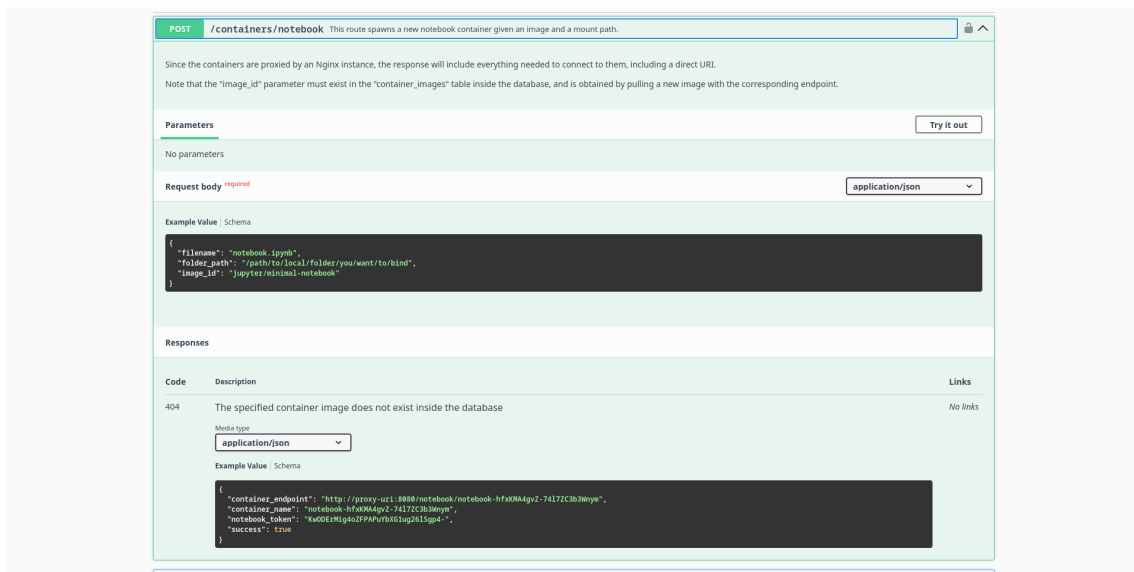 POST /containers/notebook This route spawns a new notebook container given an image and a mount path.
Since the containers are proxied by an Nginx instance, the response will include everything needed to connect to them, including a direct URI.
Note that the "image_id" parameter must exist in the "container_images" table inside the database, and is obtained by pulling a new image with the corresponding endpoint.
Parameters
Try it out
No parameters
Request body required
application/json
Example Value | Schema
{
  "filename": "notebook.ipynb",
  "folder_path": "/path/to/local/folder/you/want/to/bind",
  "image_id": "jupyter/minimal-notebook"
}
Responses
Code Description Links
404 The specified container image does not exist inside the database No links
Media type
application/json
Example Value | Schema
{
  "container_endpoint": "http://proxy-uri:8080/notebook/notebook-hfxKMA4gvZ-74l7ZC3b3Wnym",
  "container_name": "notebook-hfxKMA4gvZ-74l7ZC3b3Wnym",
  "notebook_token": "KwODErMig4oZFPAPuYbXG1ug26lSgp4-",
  "success": true
}